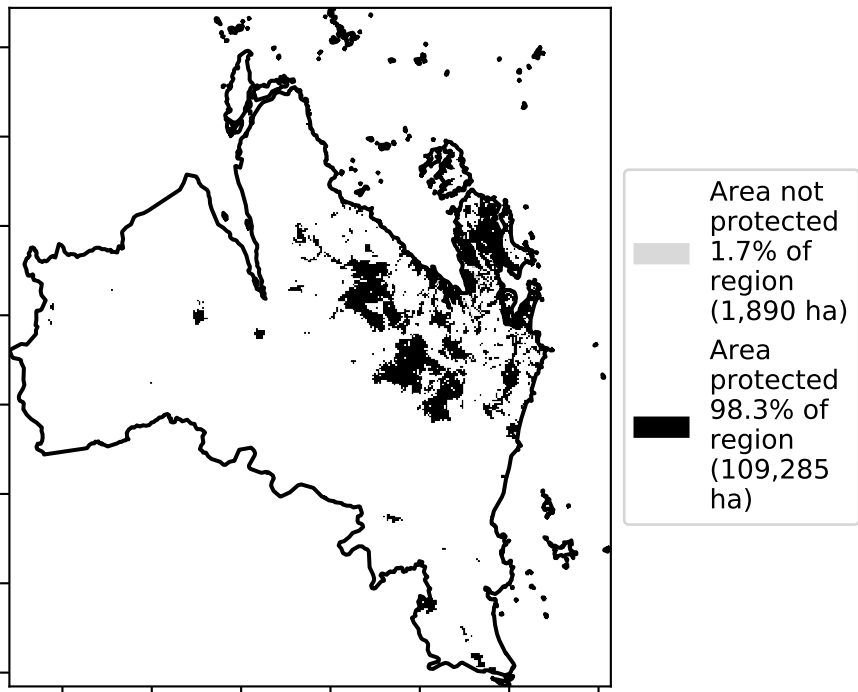 Area not
protected
1.7% of
region
(1,890 ha)
Area
protected
98.3% of
region
(109,285
ha)